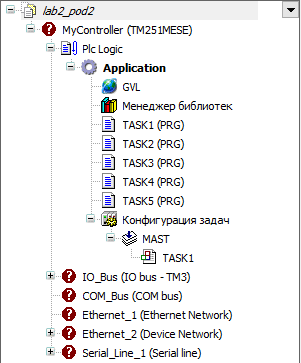 lab2_pod2
MyController (TM251MESE)
Plc Logic
Application
GVL
Менеджер библиотек
TASK1 (PRG)
TASK2 (PRG)
TASK3 (PRG)
TASK4 (PRG)
TASK5 (PRG)
Конфигурация задач
MAST
TASK1
IO_Bus (IO bus - TM3)
COM_Bus (COM bus)
Ethernet_1 (Ethernet Network)
Ethernet_2 (Device Network)
Serial_Line_1 (Serial line)